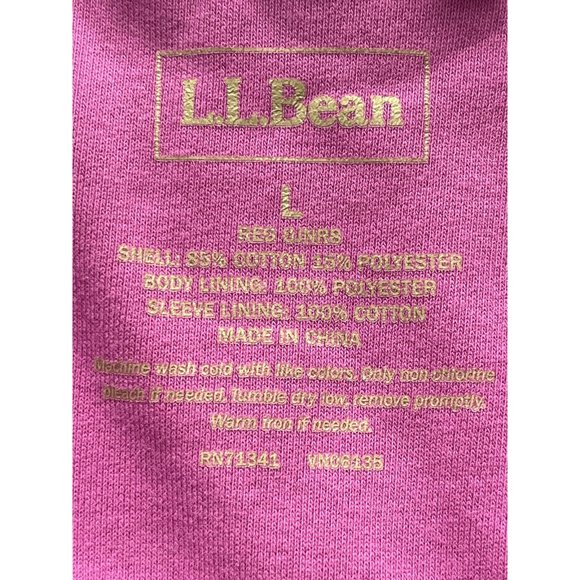 L.L.Bean
L
REG 0JNR8
SHELL: 85% COTTON 15% POLYESTER
BODY LINING: 100% POLYESTER
SLEEVE LINING: 100% COTTON
MADE IN CHINA
Machine wash cold with like colors. Only non-chlorine
bleach if needed. Tumble dry low, remove promptly.
Warm iron if needed.
RN71341 VN06135